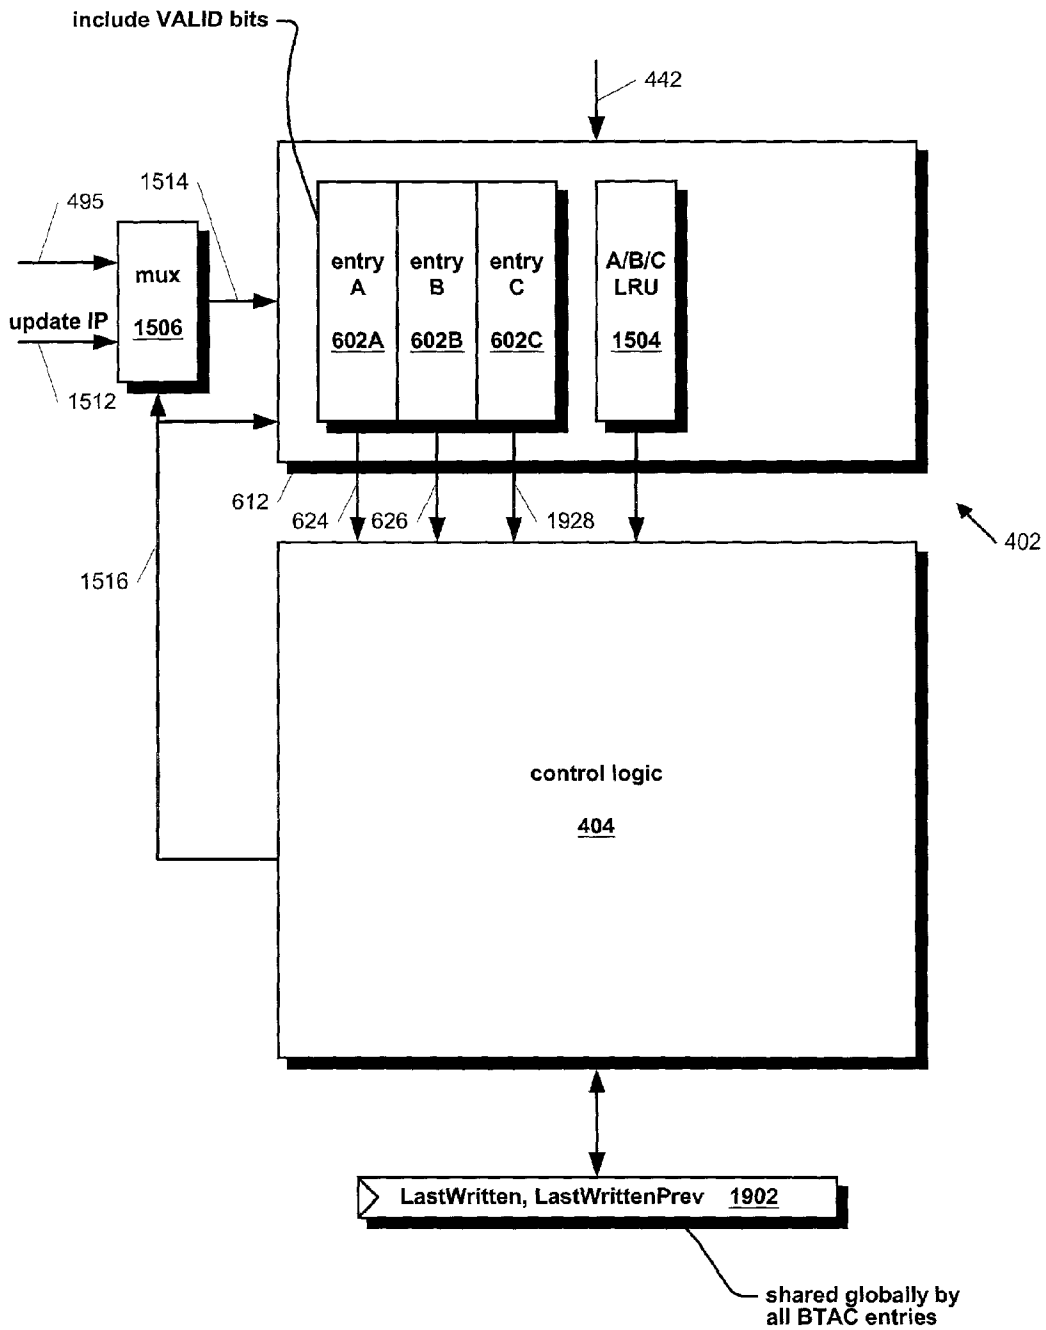 include VALID bits
442
1514
495
mux
1506
update IP
1512
entry
A
602A
entry
B
602B
entry
C
602C
A/B/C
LRU
1504
612
624
626
1928
402
1516
control logic
404
LastWritten, LastWrittenPrev 1902
shared globally by
all BTAC entries